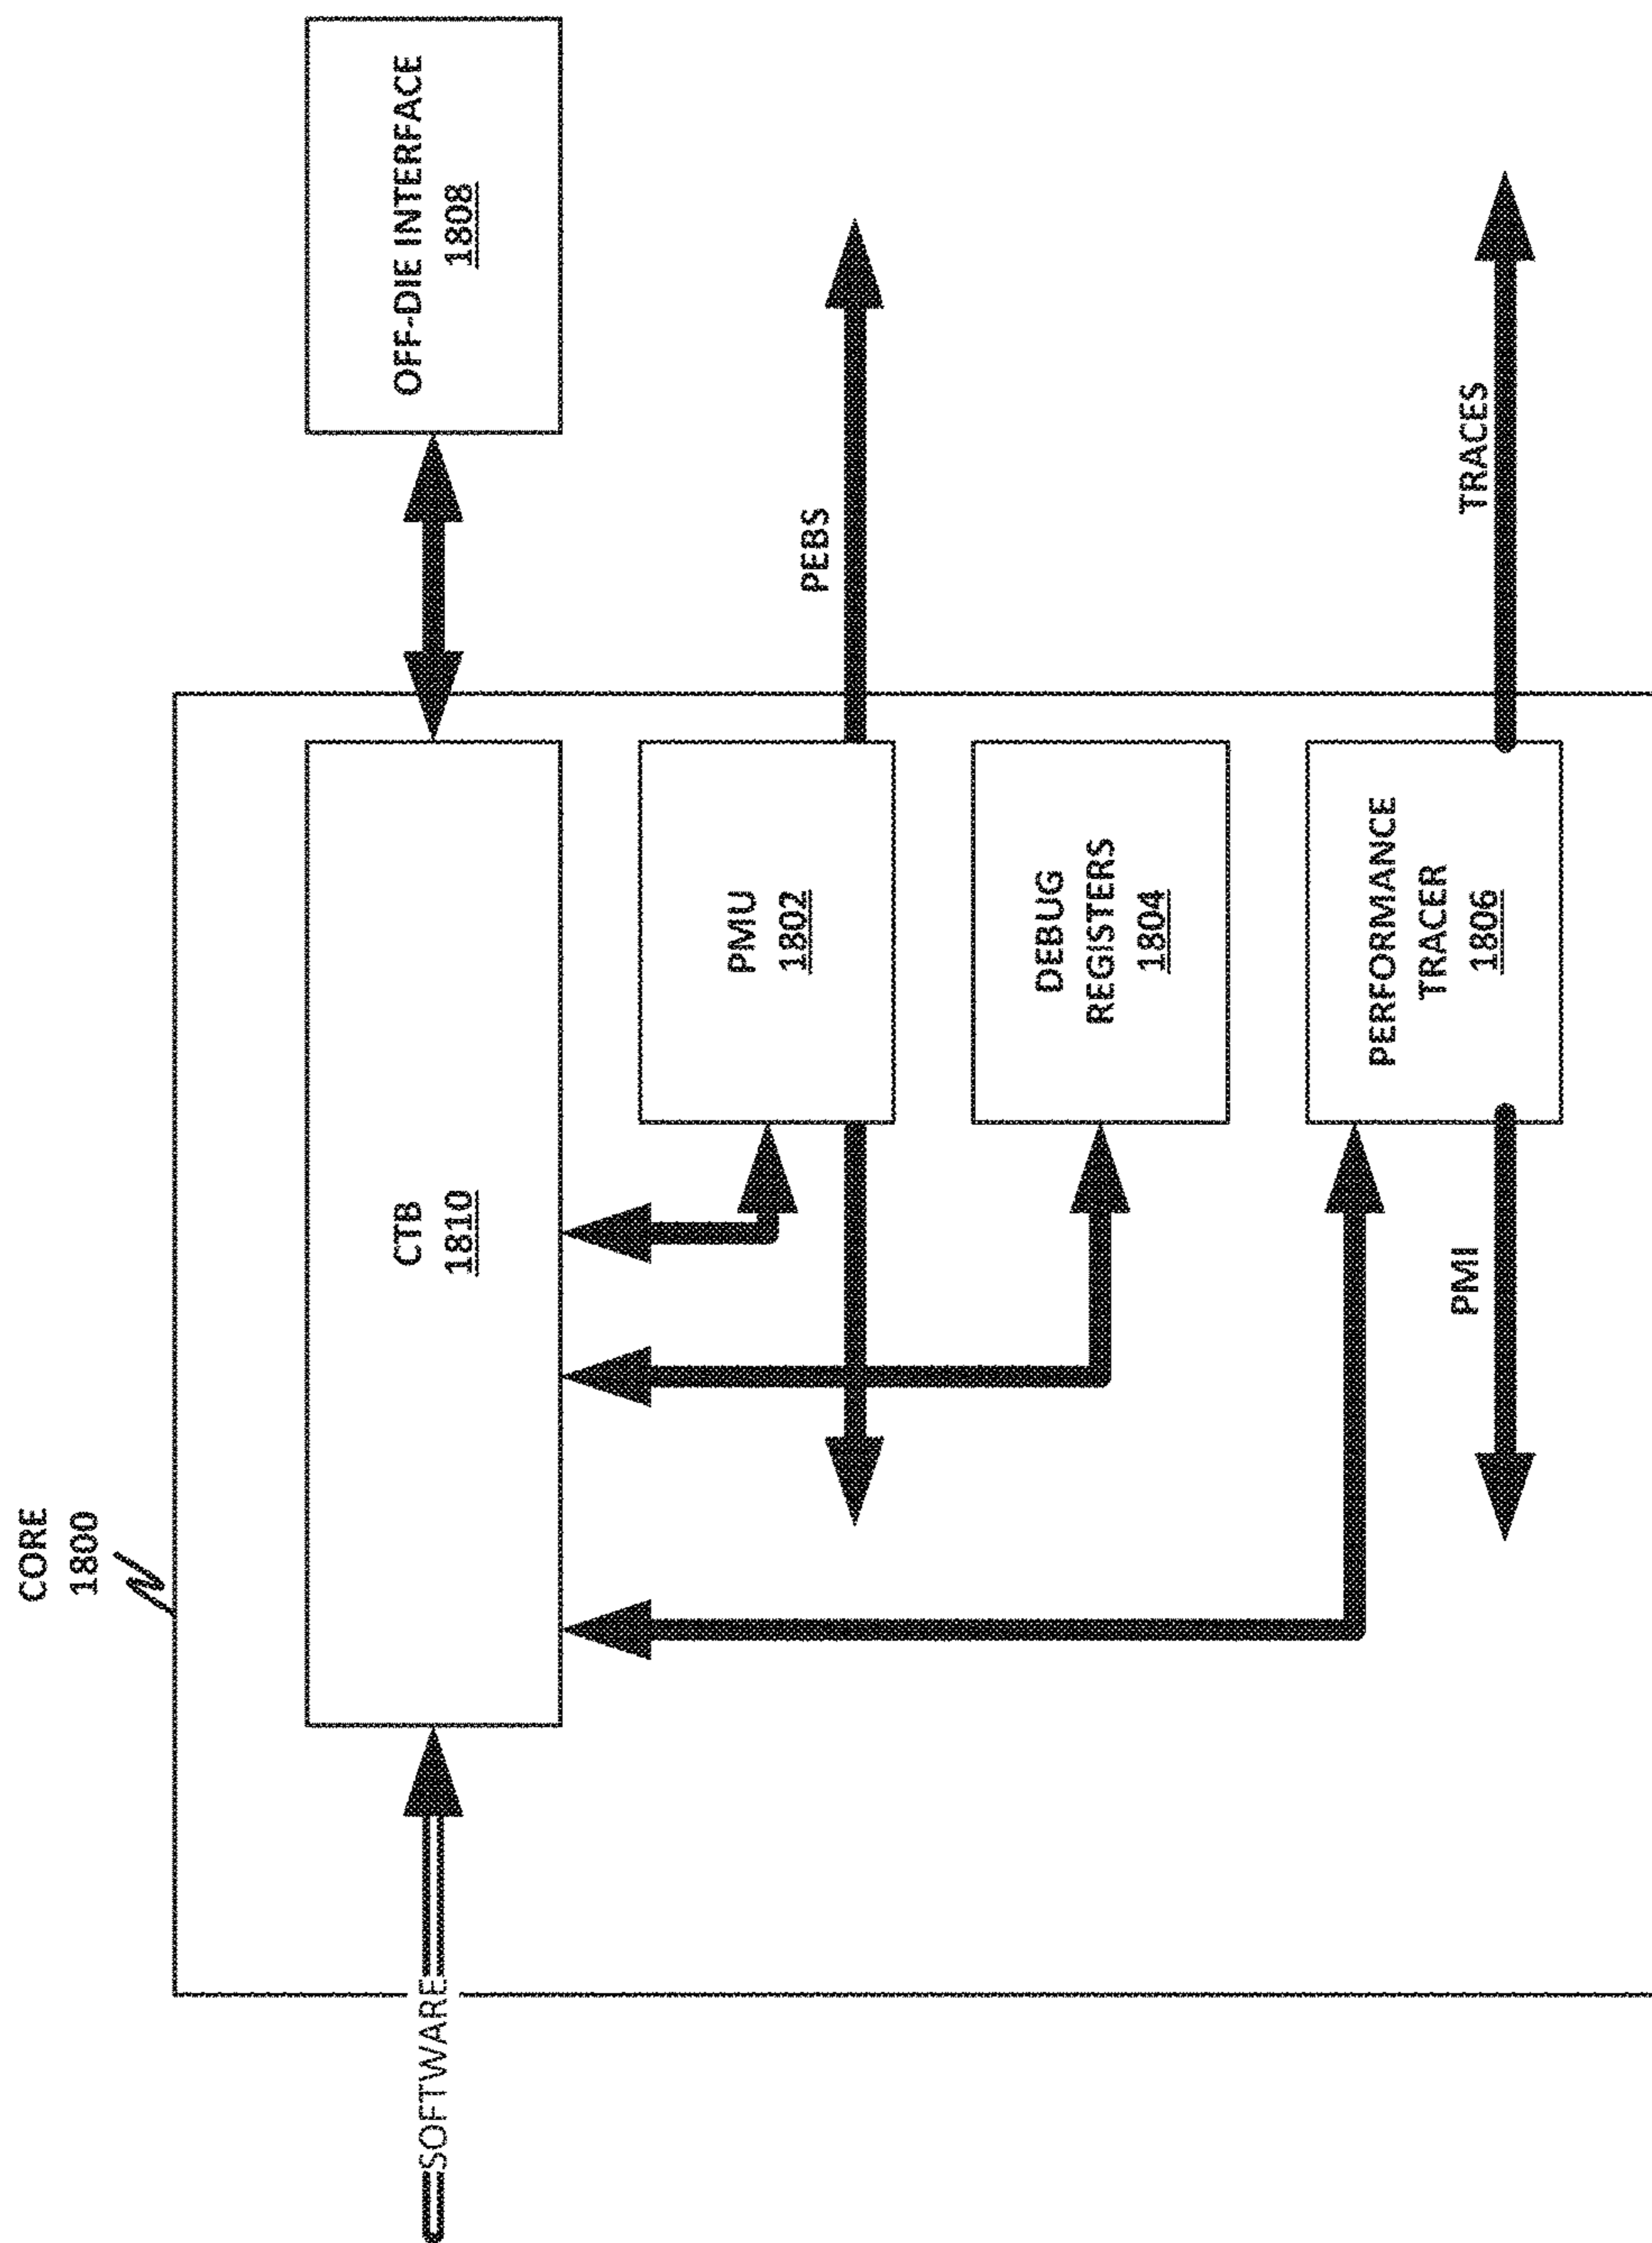 CORE
1800
SOFTWARE
CTB
1810
OFF-DIE INTERFACE
1808
PMU
1802
PEBS
DEBUG
REGISTERS
1804
PERFORMANCE
TRACER
1806
PMI
TRACES